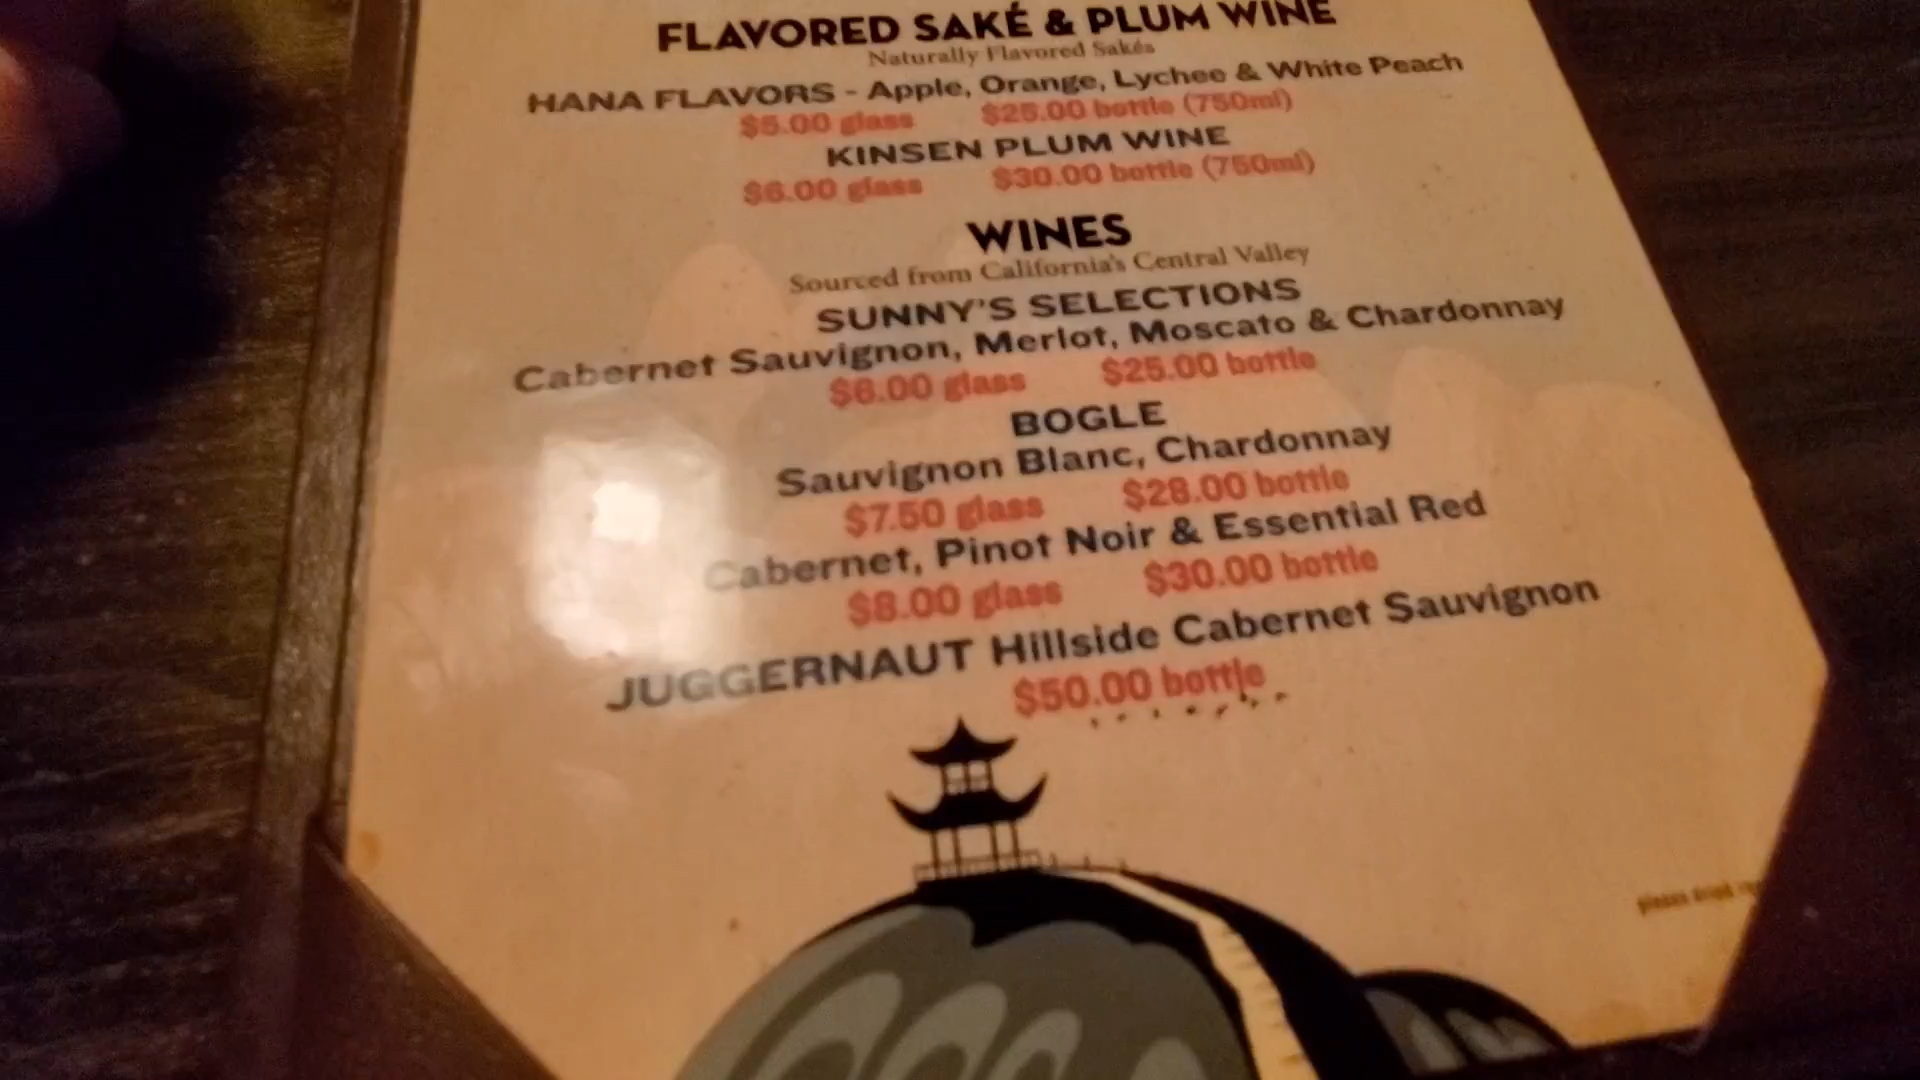 FLAVORED SAKÉ & PLUM WINE
Naturally Flavored Sakés
HANA FLAVORS - Apple, Orange, Lychee & White Peach
$5.00 glass $25.00 bottle (750ml)
KINSEN PLUM WINE
$6.00 glass $30.00 bottle (750ml)
WINES
Sourced from California's Central Valley
SUNNY'S SELECTIONS
Cabernet Sauvignon, Merlot, Moscato & Chardonnay
$6.00 glass $25.00 bottle
BOGLE
Sauvignon Blanc, Chardonnay
$7.50 glass $28.00 bottle
Cabernet, Pinot Noir & Essential Red
$8.00 glass $30.00 bottle
JUGGERNAUT Hillside Cabernet Sauvignon
$50.00 bottle
please drink